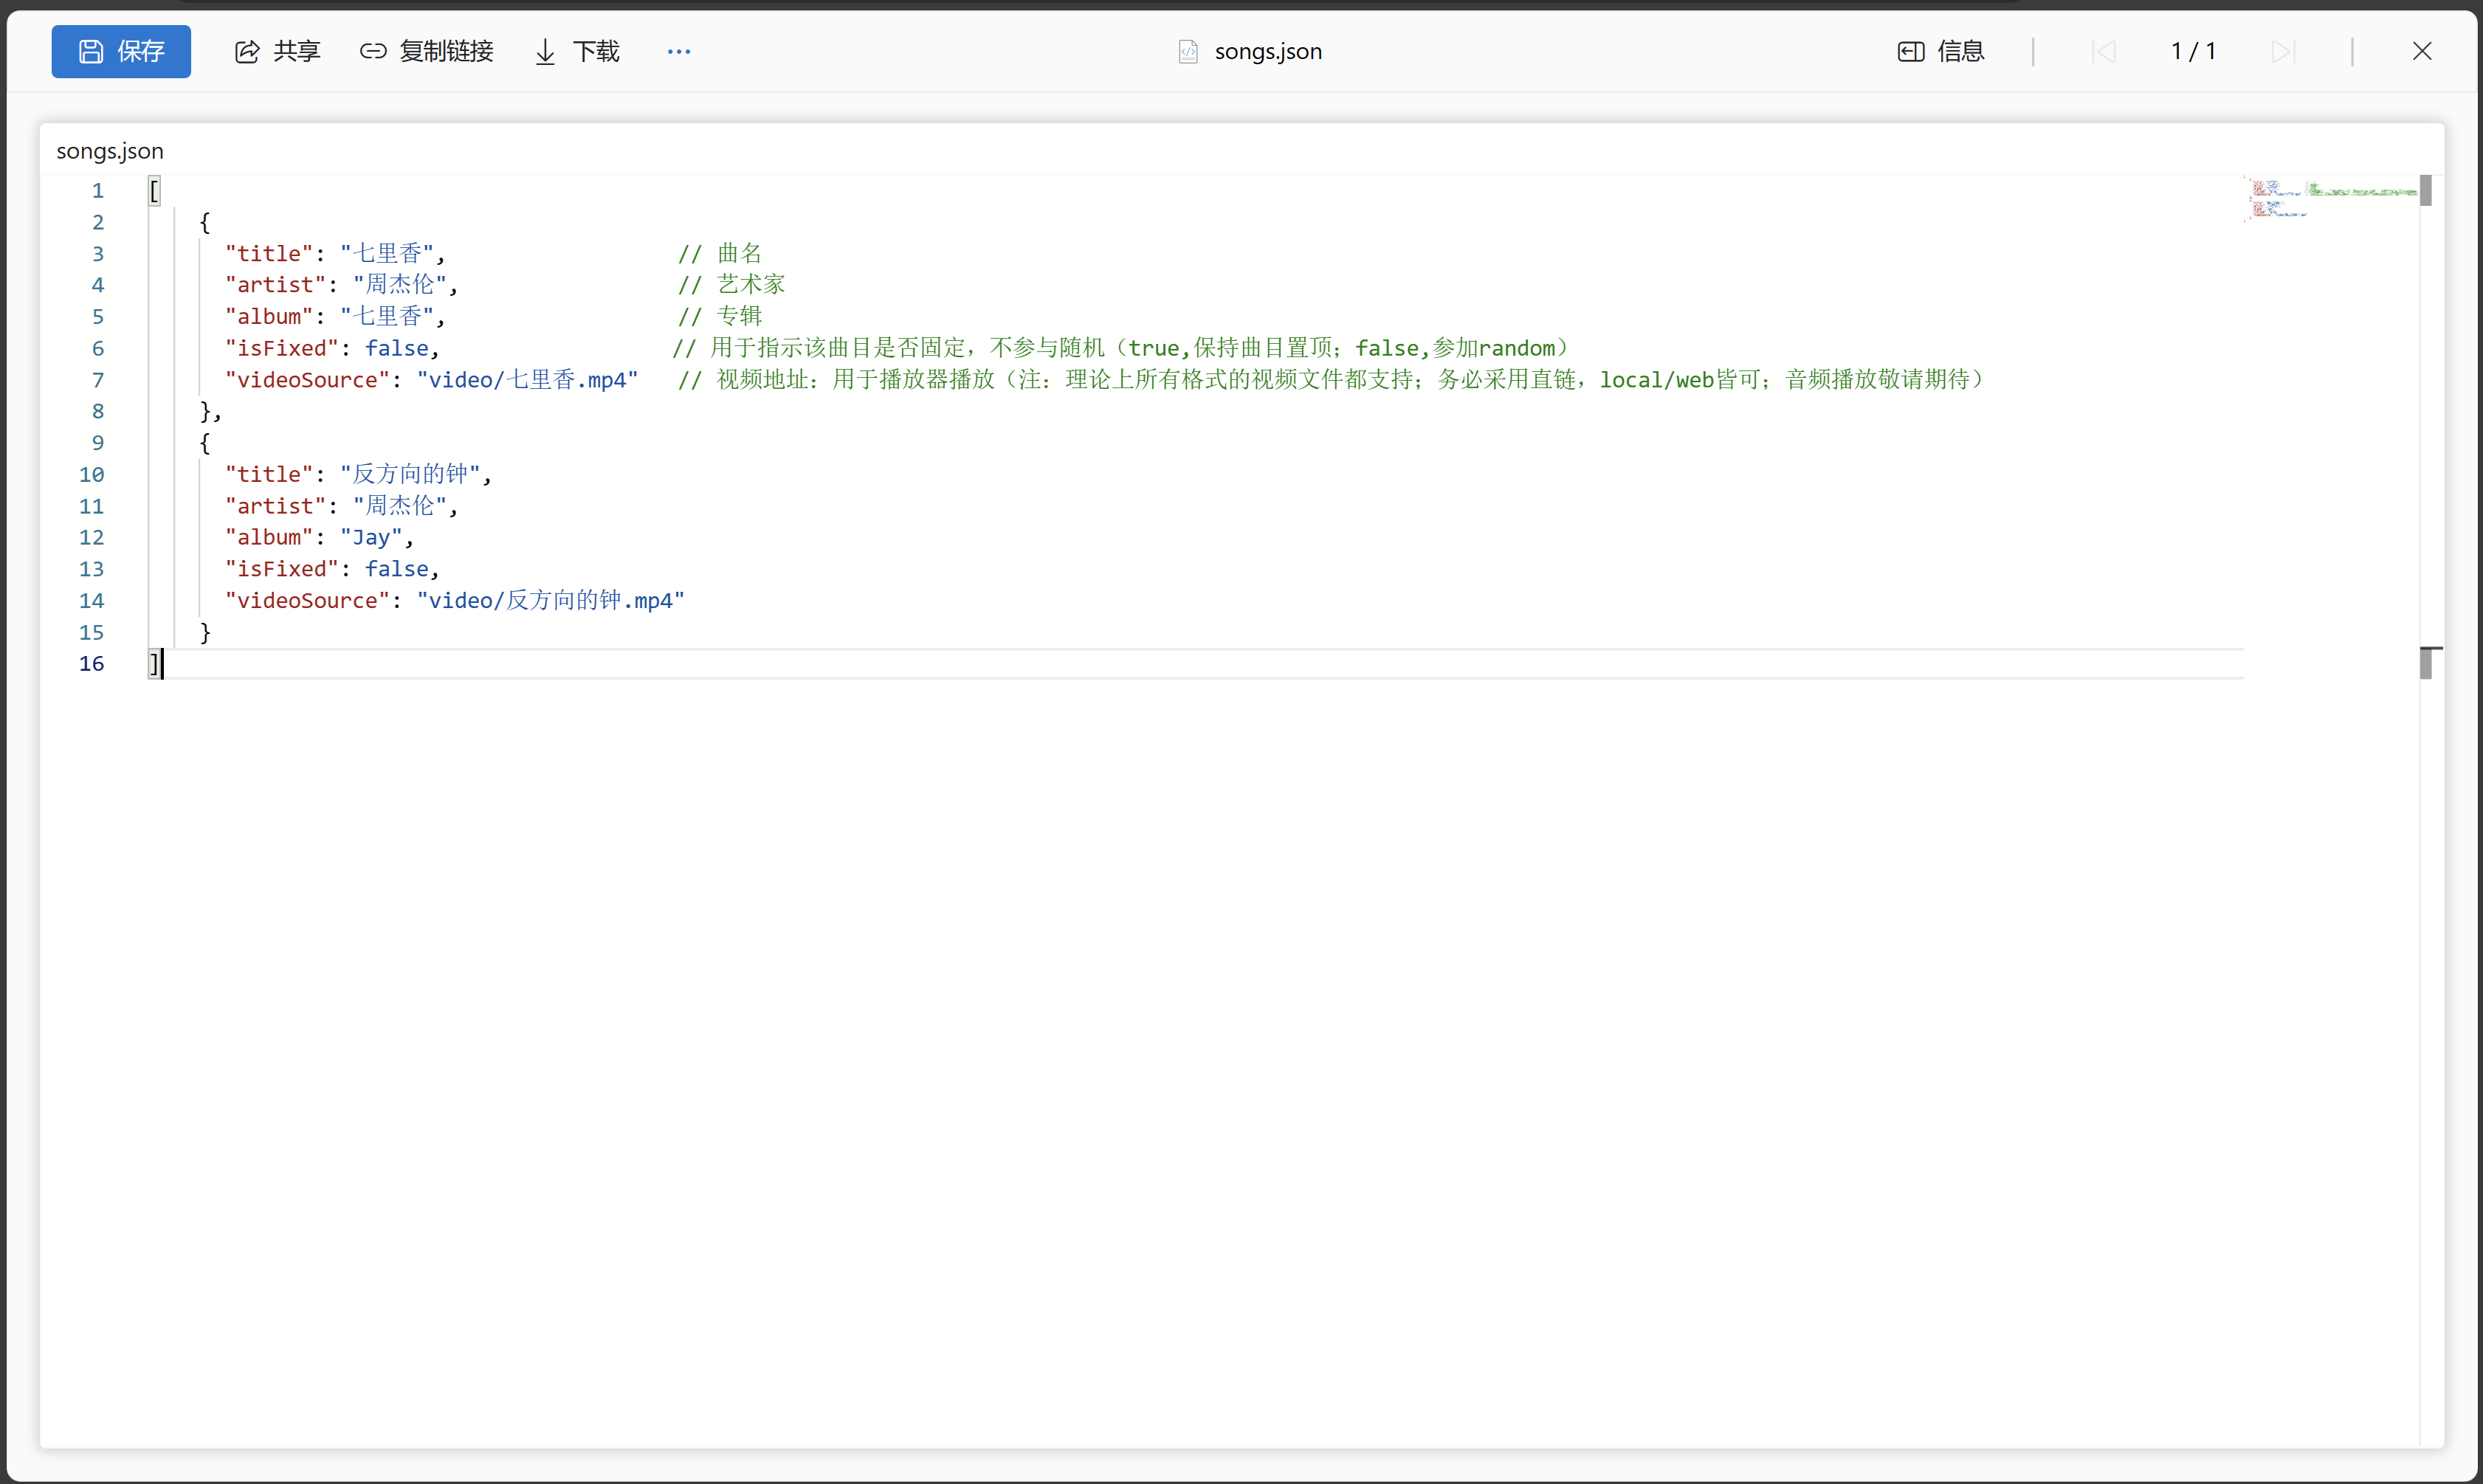 保存 共享 复制链接 下载 ··· songs.json 信息 1 / 1
songs.json
1 [
2 {
3 "title": "七里香", // 曲名
4 "artist": "周杰伦", // 艺术家
5 "album": "七里香", // 专辑
6 "isFixed": false, // 用于指示该曲目是否固定，不参与随机（true,保持曲目置顶；false,参加random）
7 "videoSource": "video/七里香.mp4" // 视频地址：用于播放器播放（注：理论上所有格式的视频文件都支持；务必采用直链，local/web皆可；音频播放敬请期待）
8 },
9 {
10 "title": "反方向的钟",
11 "artist": "周杰伦",
12 "album": "Jay",
13 "isFixed": false,
14 "videoSource": "video/反方向的钟.mp4"
15 }
16 ]